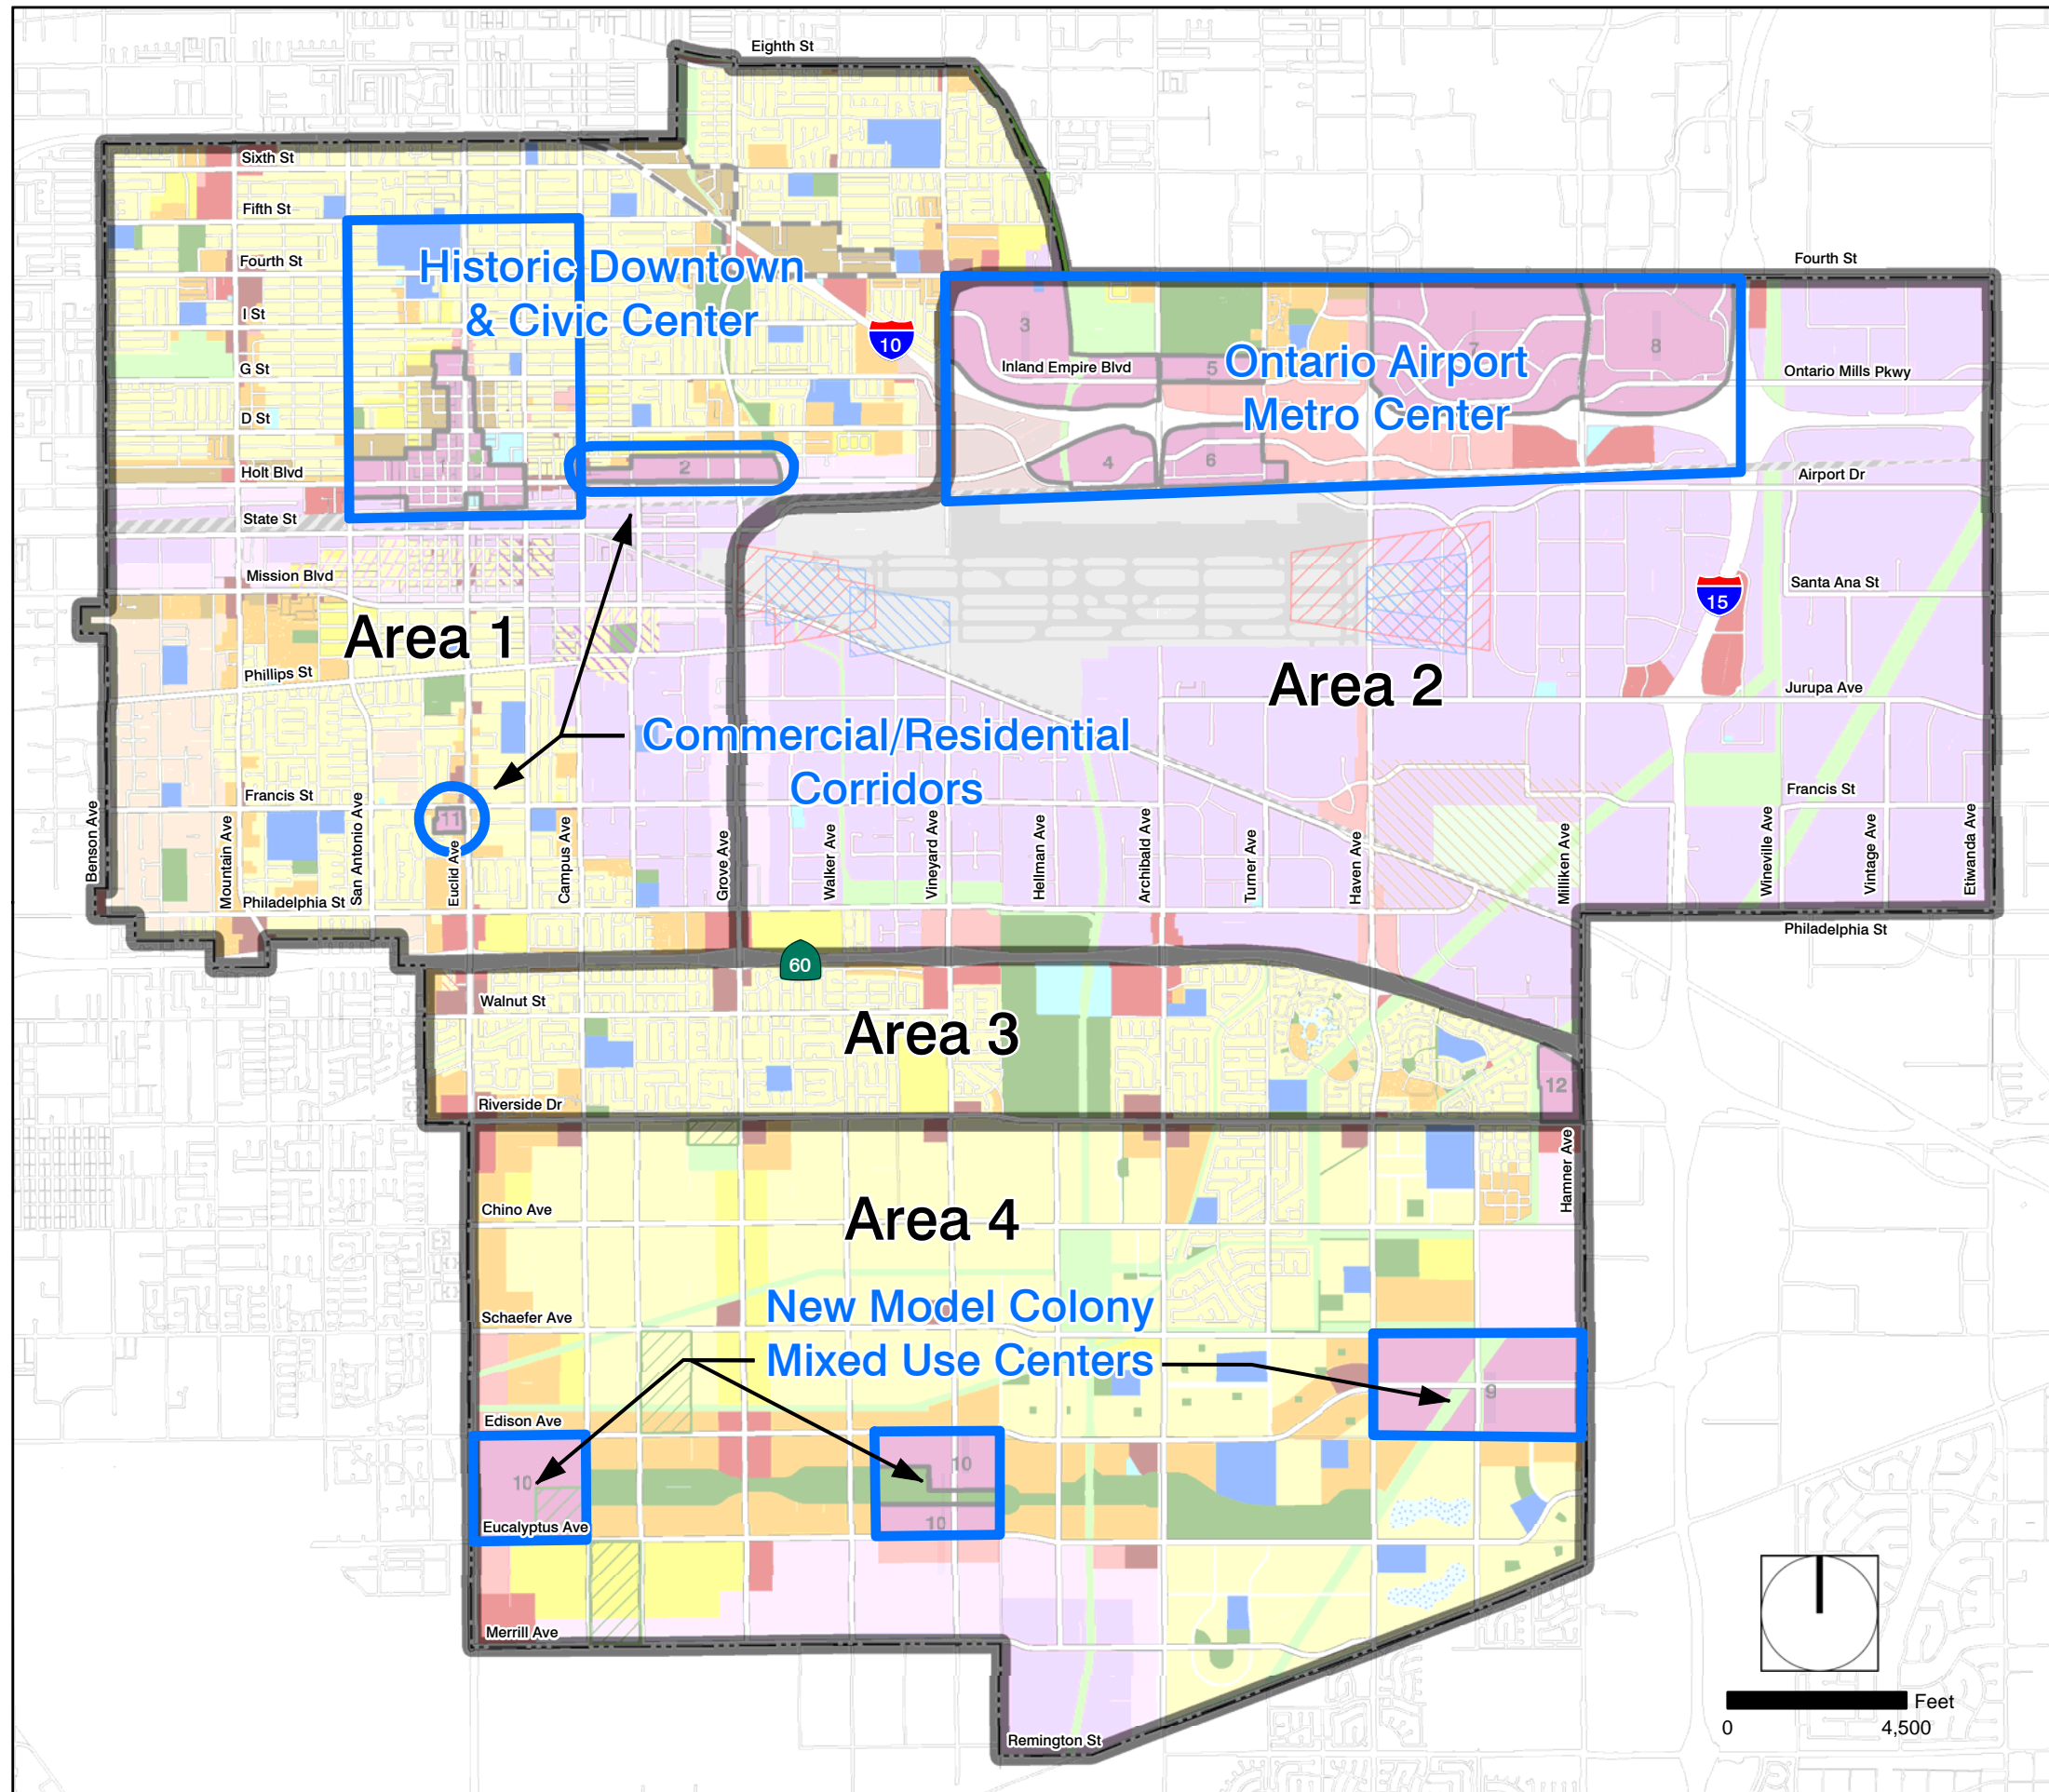 Eighth St
Sixth St
Fifth St
Fourth St
Fourth St
Historic Downtown
& Civic Center
I St
10
3
7
8
Inland Empire Blvd
5
Ontario Airport
Metro Center
G St
Ontario Mills Pkwy
D St
1
2
4
6
Holt Blvd
Airport Dr
State St
Mission Blvd
Santa Ana St
15
Area 1
Area 2
Phillips St
Jurupa Ave
Commercial/Residential
Corridors
Francis St
Francis St
11
Benson Ave
Mountain Ave
San Antonio Ave
Euclid Ave
Campus Ave
Grove Ave
Walker Ave
Vineyard Ave
Hellman Ave
Archibald Ave
Turner Ave
Haven Ave
Milliken Ave
Wineville Ave
Vintage Ave
Etiwanda Ave
Philadelphia St
Philadelphia St
60
Walnut St
Area 3
12
Riverside Dr
Hamner Ave
Chino Ave
Area 4
Schaefer Ave
New Model Colony
Mixed Use Centers
9
Edison Ave
10
10
10
Eucalyptus Ave
Merrill Ave
Remington St
Feet
0 4,500